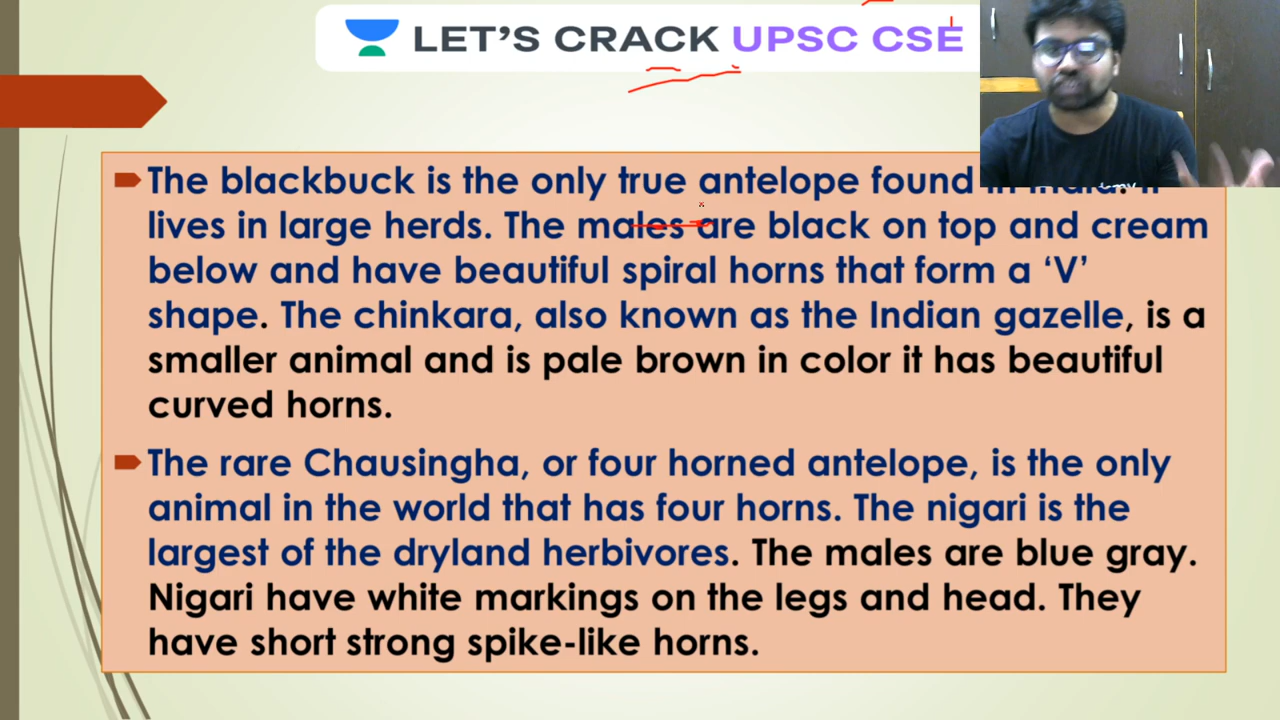 LET'S CRACK UPSC CSE
The blackbuck is the only true antelope found
lives in large herds. The males are black on top and cream
below and have beautiful spiral horns that form a ‘V’
shape. The chinkara, also known as the Indian gazelle, is a
smaller animal and is pale brown in color it has beautiful
curved horns.
The rare Chausingha, or four horned antelope, is the only
animal in the world that has four horns. The nigari is the
largest of the dryland herbivores. The males are blue gray.
Nigari have white markings on the legs and head. They
have short strong spike-like horns.